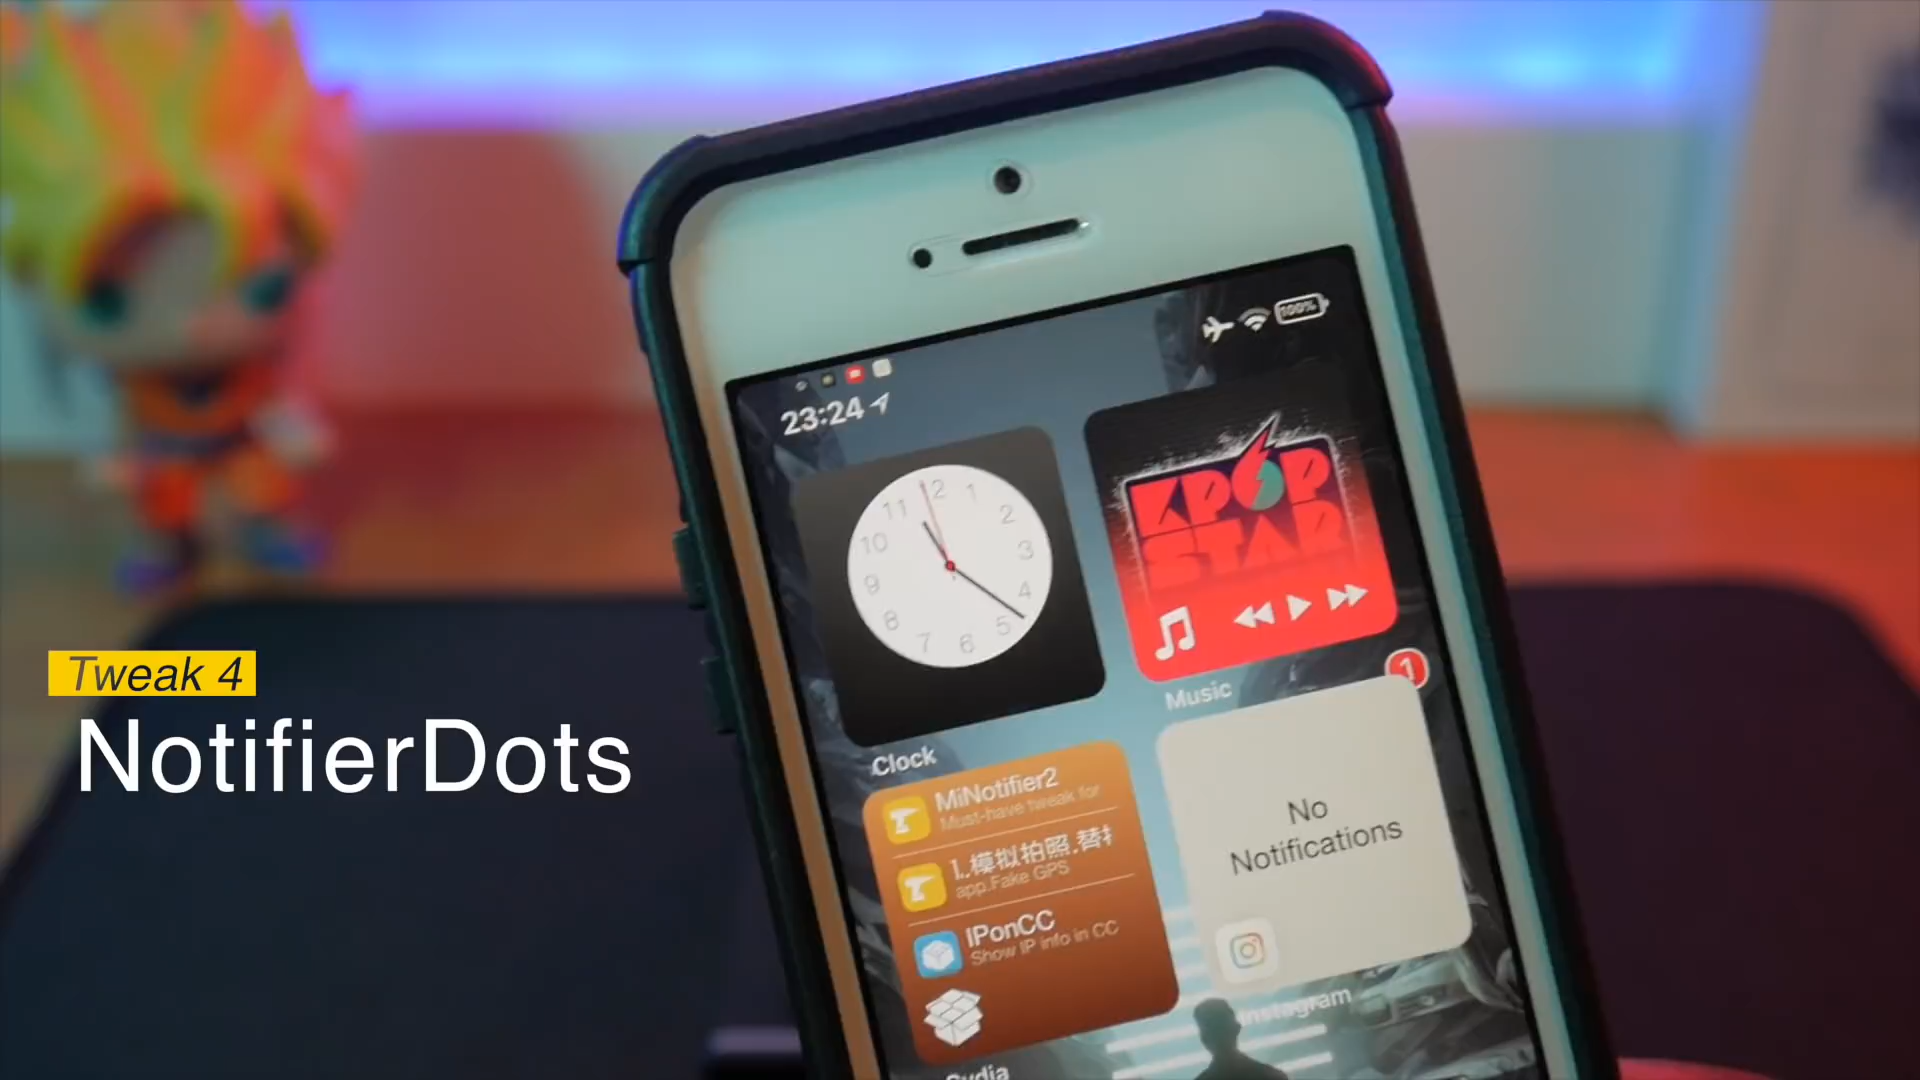 Tweak 4
NotifierDots
100%
23:24
12
1
2
3
4
5
6
7
8
9
10
11
Clock
KPOP
STAR
Music
1
MiNotifier2
Must-have tweak for
1..模拟拍照.替
app.Fake GPS
IPonCC
Show IP info in CC
Cydia
No
Notifications
Instagram